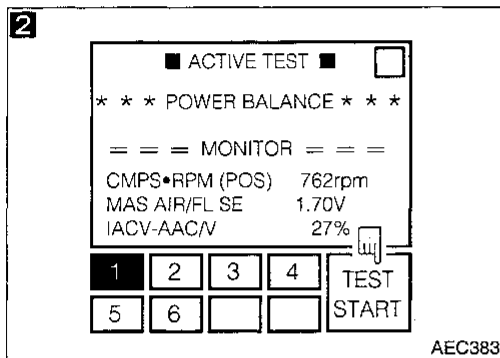 2
■ ACTIVE TEST ■
* * * POWER BALANCE * * *
= = = MONITOR = = =
CMPS•RPM (POS) 762rpm
MAS AIR/FL SE 1.70V
IACV-AAC/V 27%
1 2 3 4 TEST START
5 6
AEC383